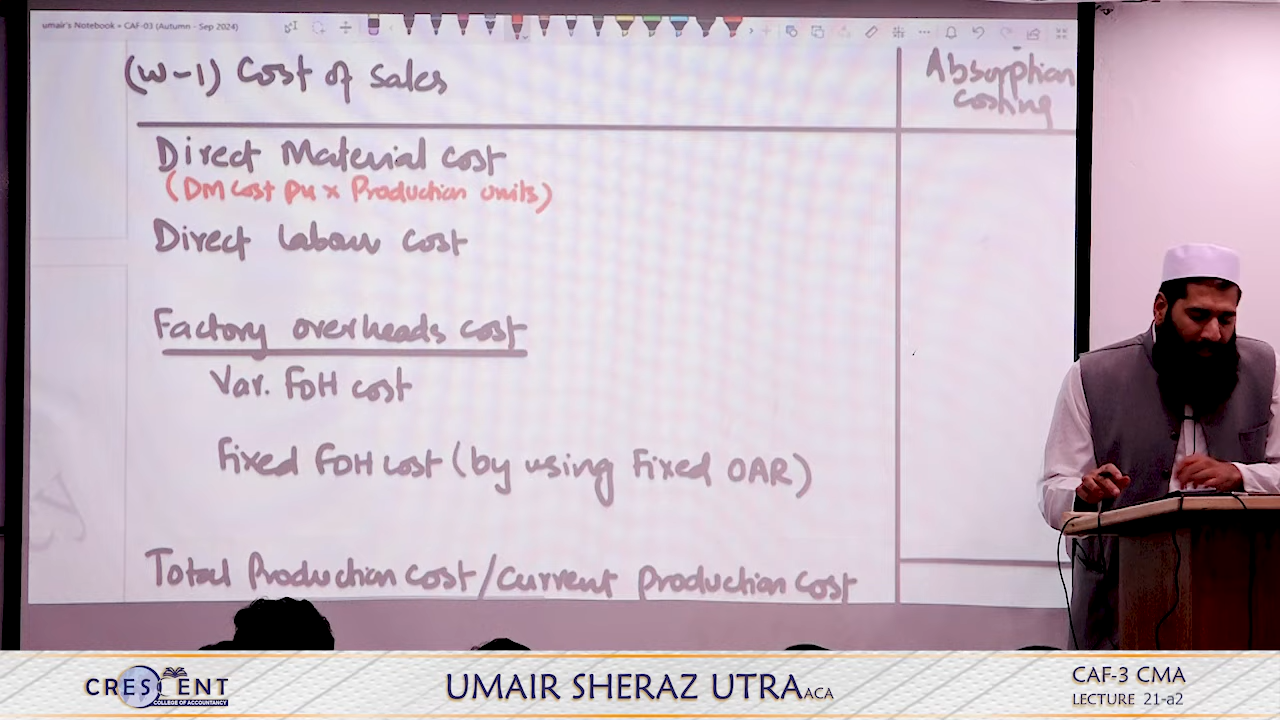 umair's Notebook » CAF-03 (Autumn - Sep 2024)
(W-1) Cost of Sales
Absorption
costing
Direct Material cost
(DM cost pu x Production units)
Direct labour cost
Factory overheads cost
Var. FOH cost
Fixed FOH cost (by using Fixed OAR)
Total Production cost/current production cost
CRESCENT
COLLEGE OF ACCOUNTANCY
UMAIR SHERAZ UTRA ACA
CAF-3 CMA
LECTURE 21-a2